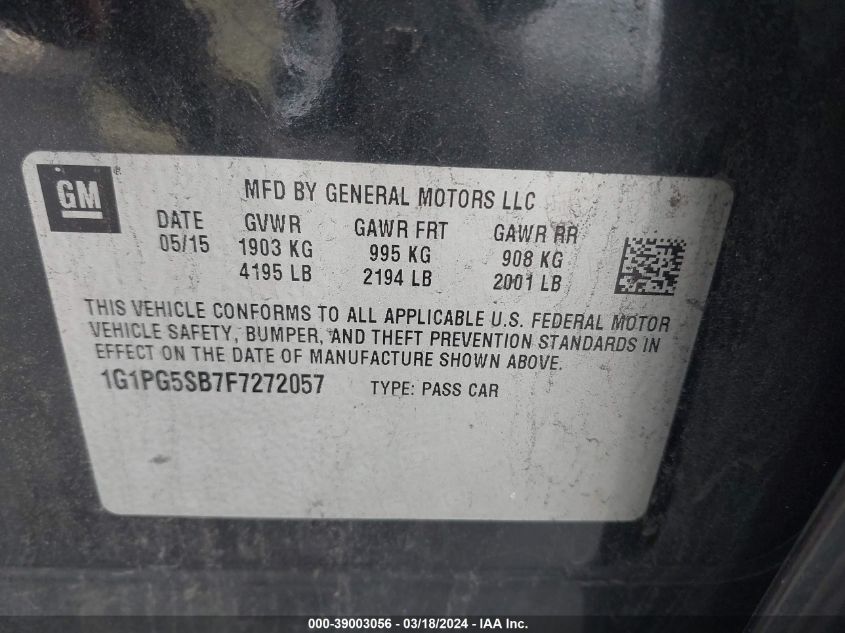 GM
MFD BY GENERAL MOTORS LLC
DATE GVWR GAWR FRT GAWR RR
05/15 1903 KG 995 KG 908 KG
4195 LB 2194 LB 2001 LB
THIS VEHICLE CONFORMS TO ALL APPLICABLE U.S. FEDERAL MOTOR
VEHICLE SAFETY, BUMPER, AND THEFT PREVENTION STANDARDS IN
EFFECT ON THE DATE OF MANUFACTURE SHOWN ABOVE.
1G1PG5SB7F7272057 TYPE: PASS CAR
000-39003056 - 03/18/2024 - IAA Inc.